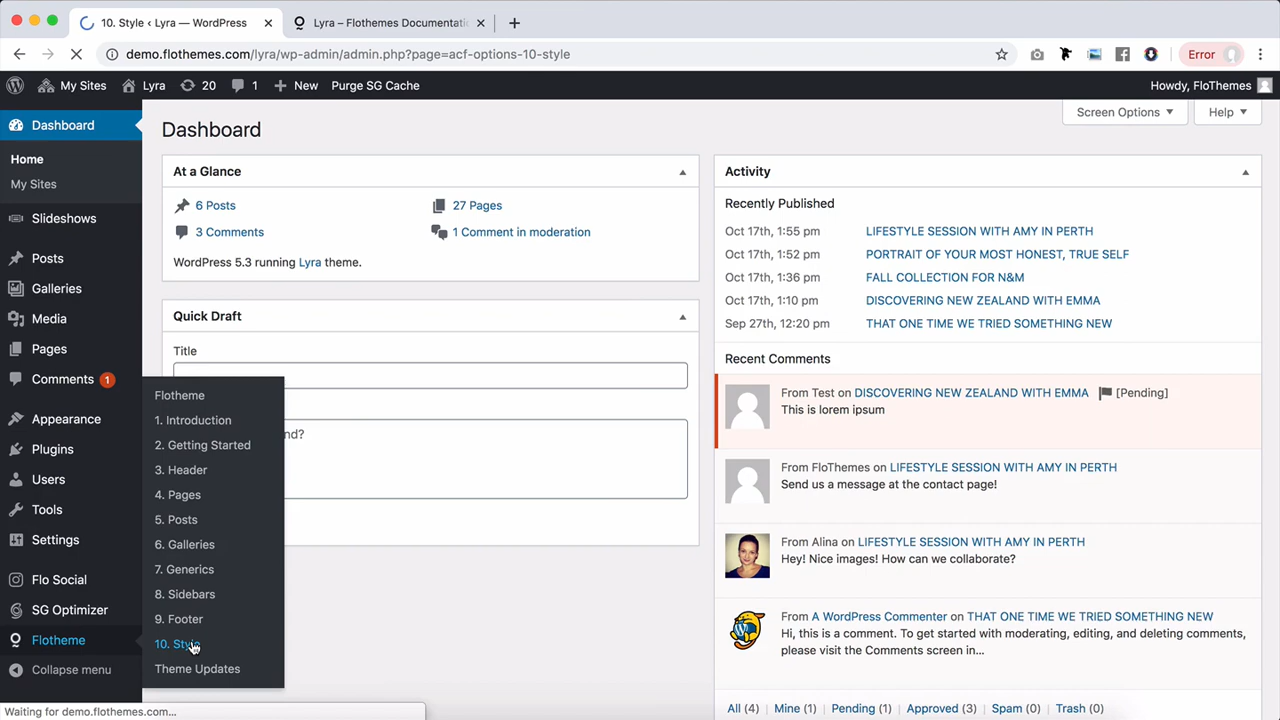 10. Style ‹ Lyra — WordPress
Lyra – Flothemes Documentatio
demo.flothemes.com/lyra/wp-admin/admin.php?page=acf-options-10-style
Error
My Sites
Lyra
20
1
New
Purge SG Cache
Howdy, FloThemes
Dashboard
Home
My Sites
Slideshows
Posts
Galleries
Media
Pages
Comments 1
Appearance
Plugins
Users
Tools
Settings
Flo Social
SG Optimizer
Flotheme
Collapse menu
Flotheme
1. Introduction
2. Getting Started
3. Header
4. Pages
5. Posts
6. Galleries
7. Generics
8. Sidebars
9. Footer
10. Style
Theme Updates
Waiting for demo.flothemes.com...
Screen Options
Help
Dashboard
At a Glance
6 Posts
27 Pages
3 Comments
1 Comment in moderation
WordPress 5.3 running Lyra theme.
Quick Draft
Title
nd?
Activity
Recently Published
Oct 17th, 1:55 pm LIFESTYLE SESSION WITH AMY IN PERTH
Oct 17th, 1:52 pm PORTRAIT OF YOUR MOST HONEST, TRUE SELF
Oct 17th, 1:36 pm FALL COLLECTION FOR N&M
Oct 17th, 1:10 pm DISCOVERING NEW ZEALAND WITH EMMA
Sep 27th, 12:20 pm THAT ONE TIME WE TRIED SOMETHING NEW
Recent Comments
From Test on DISCOVERING NEW ZEALAND WITH EMMA [Pending]
This is lorem ipsum
From FloThemes on LIFESTYLE SESSION WITH AMY IN PERTH
Send us a message at the contact page!
From Alina on LIFESTYLE SESSION WITH AMY IN PERTH
Hey! Nice images! How can we collaborate?
From A WordPress Commenter on THAT ONE TIME WE TRIED SOMETHING NEW
Hi, this is a comment. To get started with moderating, editing, and deleting comments,
please visit the Comments screen in…
All (4) | Mine (1) | Pending (1) | Approved (3) | Spam (0) | Trash (0)